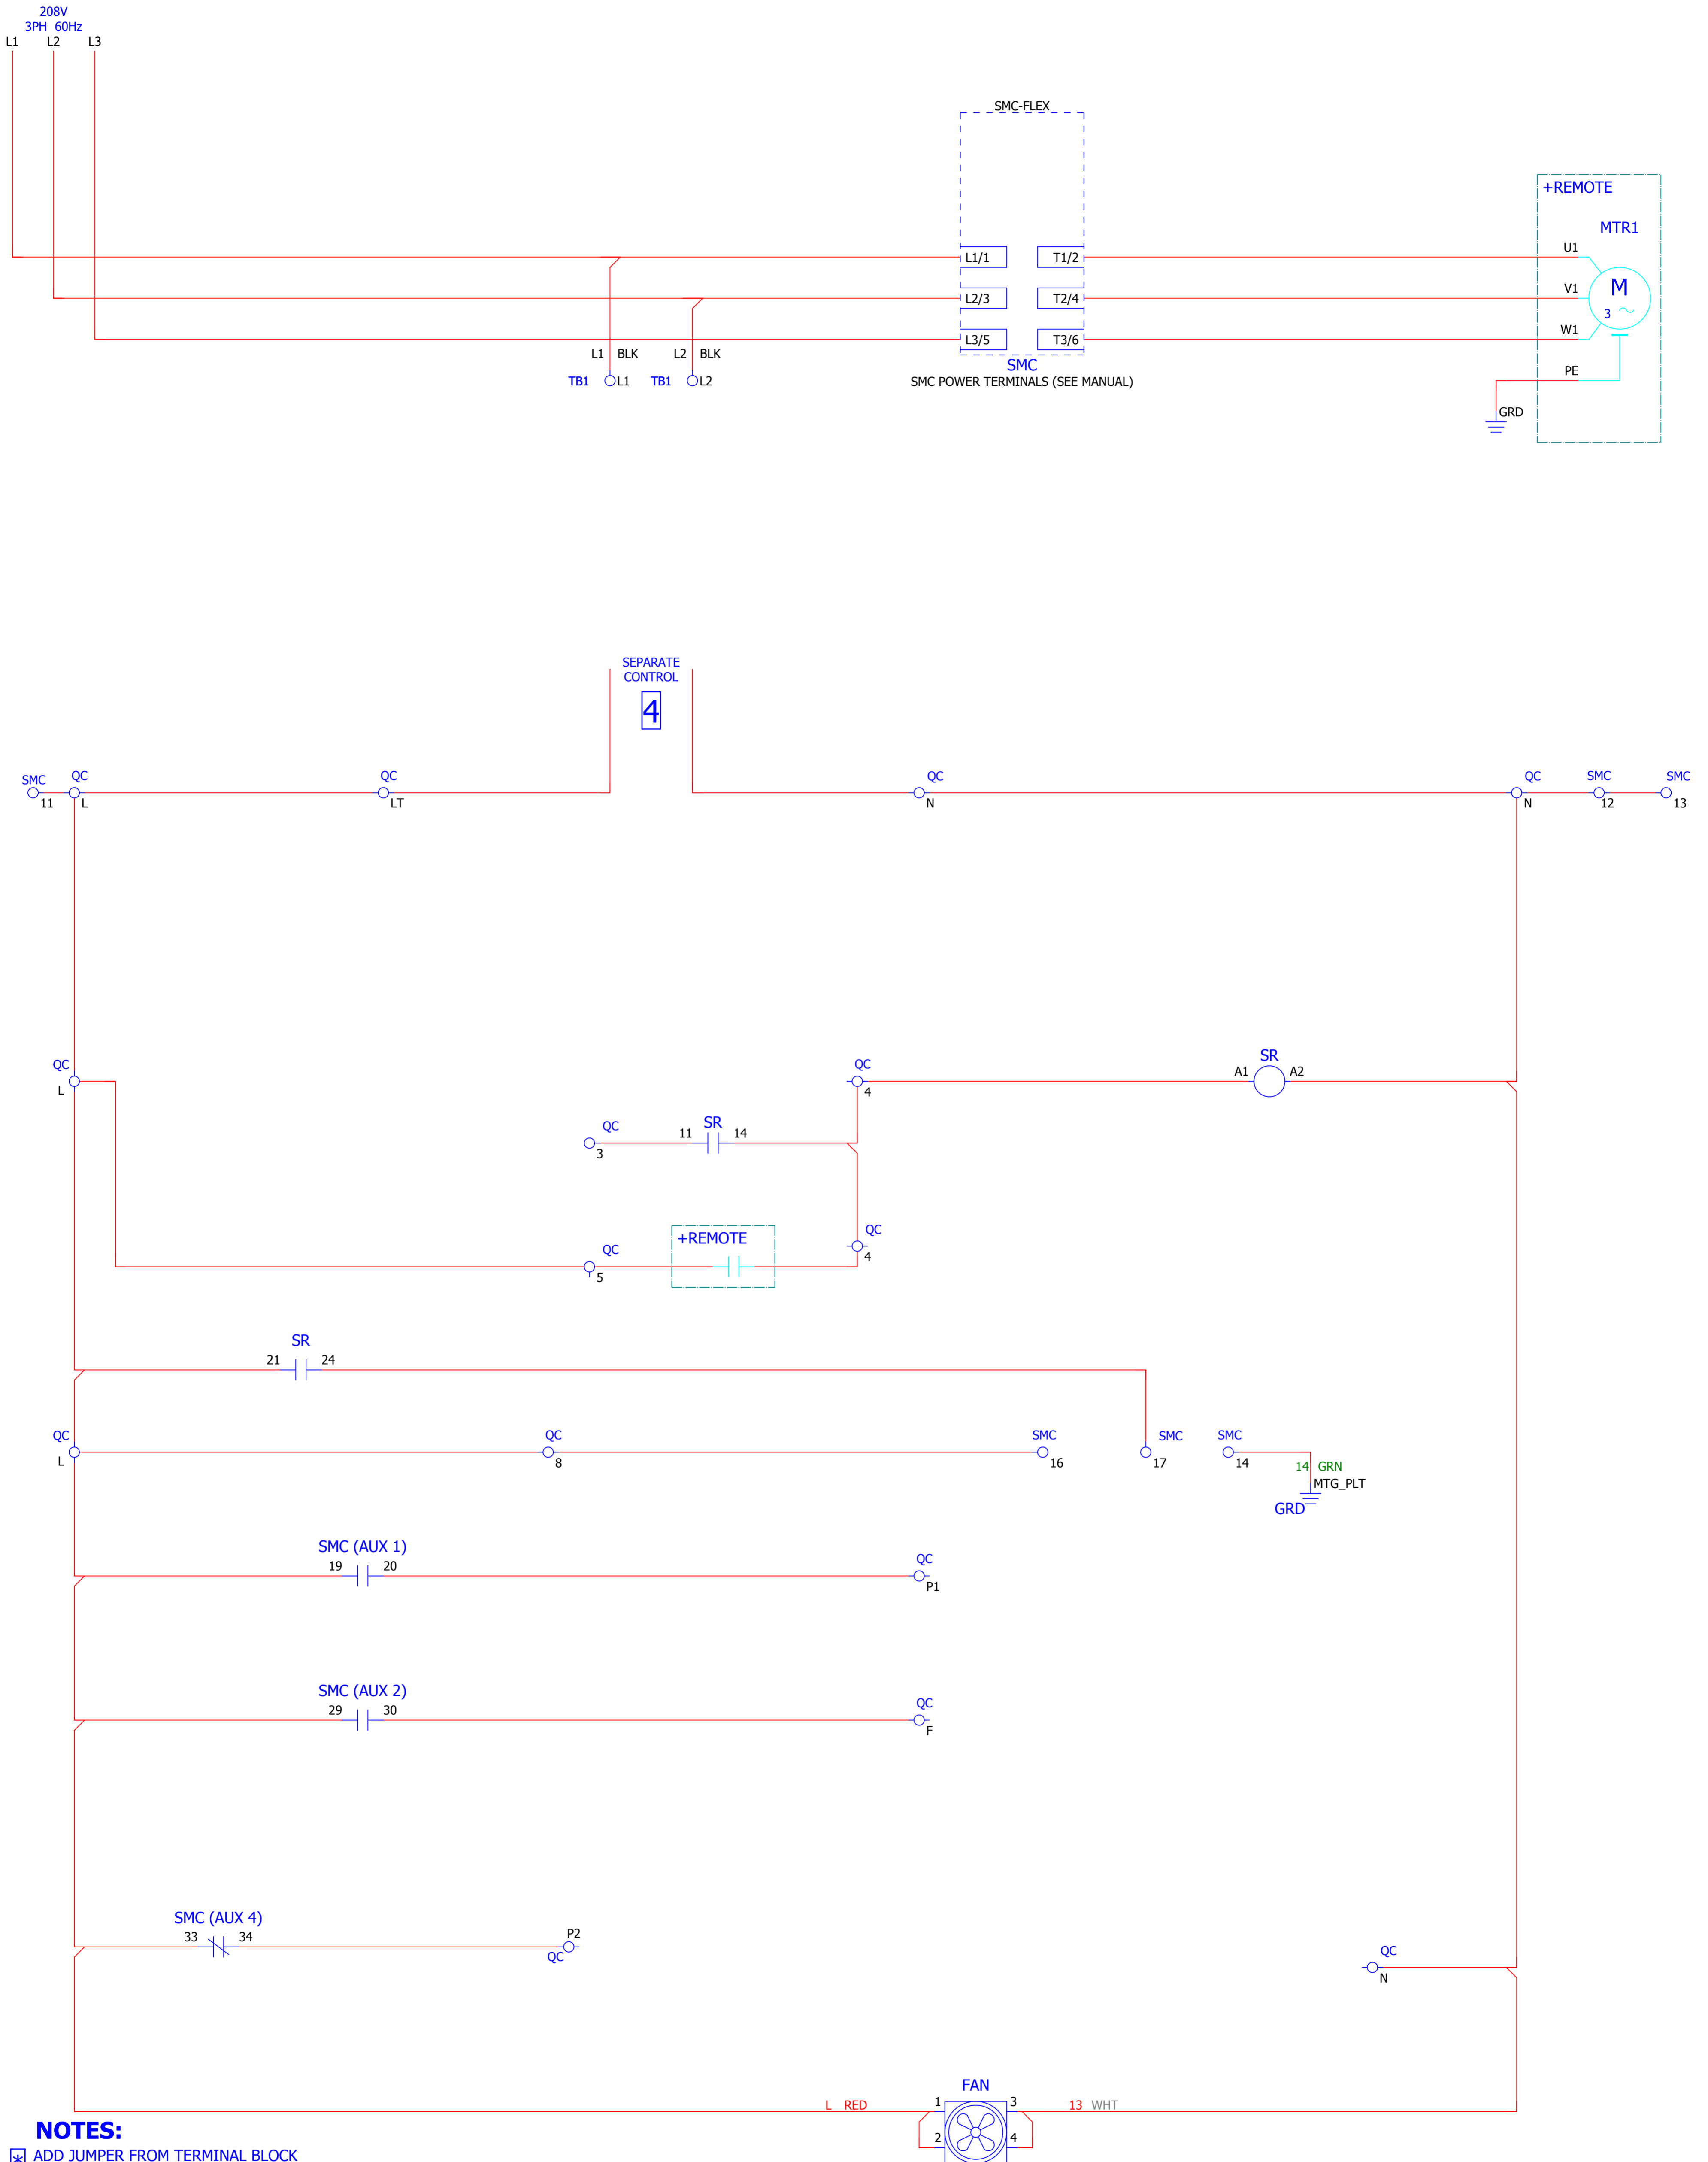 208V
3PH 60Hz
L1 L2 L3
SMC-FLEX
+REMOTE
MTR1
L1/1 T1/2 U1
L2/3 T2/4 V1 M
3
L3/5 T3/6 W1
L1 BLK L2 BLK
SMC
TB1 L1 TB1 L2
SMC POWER TERMINALS (SEE MANUAL)
PE
GRD
SEPARATE
CONTROL
4
SMC QC QC QC QC SMC SMC
11 L LT N N 12 13
QC QC SR
L 4 A1 A2
QC 11 SR 14
3
QC +REMOTE QC
5 4
SR
21 24
QC QC SMC SMC SMC
L 8 16 17 14
14 GRN
MTG_PLT
GRD
SMC (AUX 1)
19 20 QC
P1
SMC (AUX 2)
29 30 QC
F
SMC (AUX 4)
33 34 P2
QC
QC
N
FAN
L RED 1 3 13 WHT
2 4
NOTES:
* ADD JUMPER FROM TERMINAL BLOCK